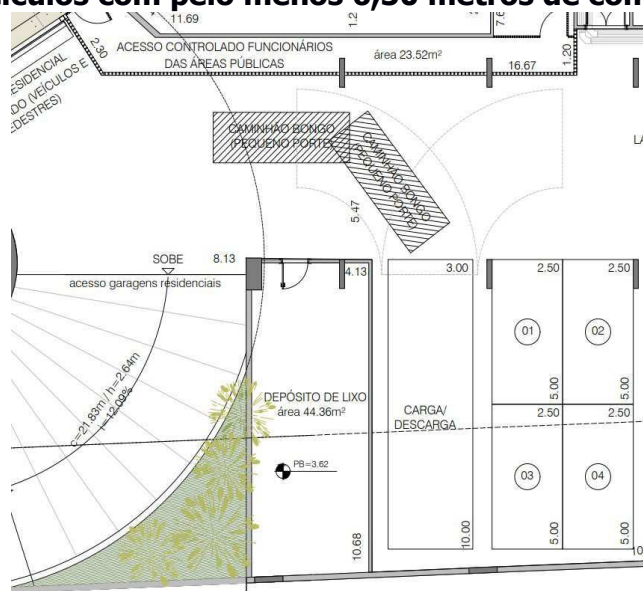 ículos com pelo menos 6,50 metros de com
11.69
2.30
ACESSO CONTROLADO FUNCIONÁRIOS
DAS ÁREAS PÚBLICAS
área 23.52m²
16.67
1.20
DO (VEÍCULOS E
CAMINHÃO BONGO
(PEQUENO PORTE)
CAMINHÃO BONGO
(PEQUENO PORTE)
5.47
SOBE
8.13
acesso garagens residenciais
4.13
3.00
2.50
2.50
01
02
5.00
5.00
c=21.83m / h=2.64m
i=12.09%
DEPÓSITO DE LIXO
área 44.36m²
CARGA/
DESCARGA
2.50
2.50
PB=3.62
03
04
10.68
10.00
5.00
5.00
10